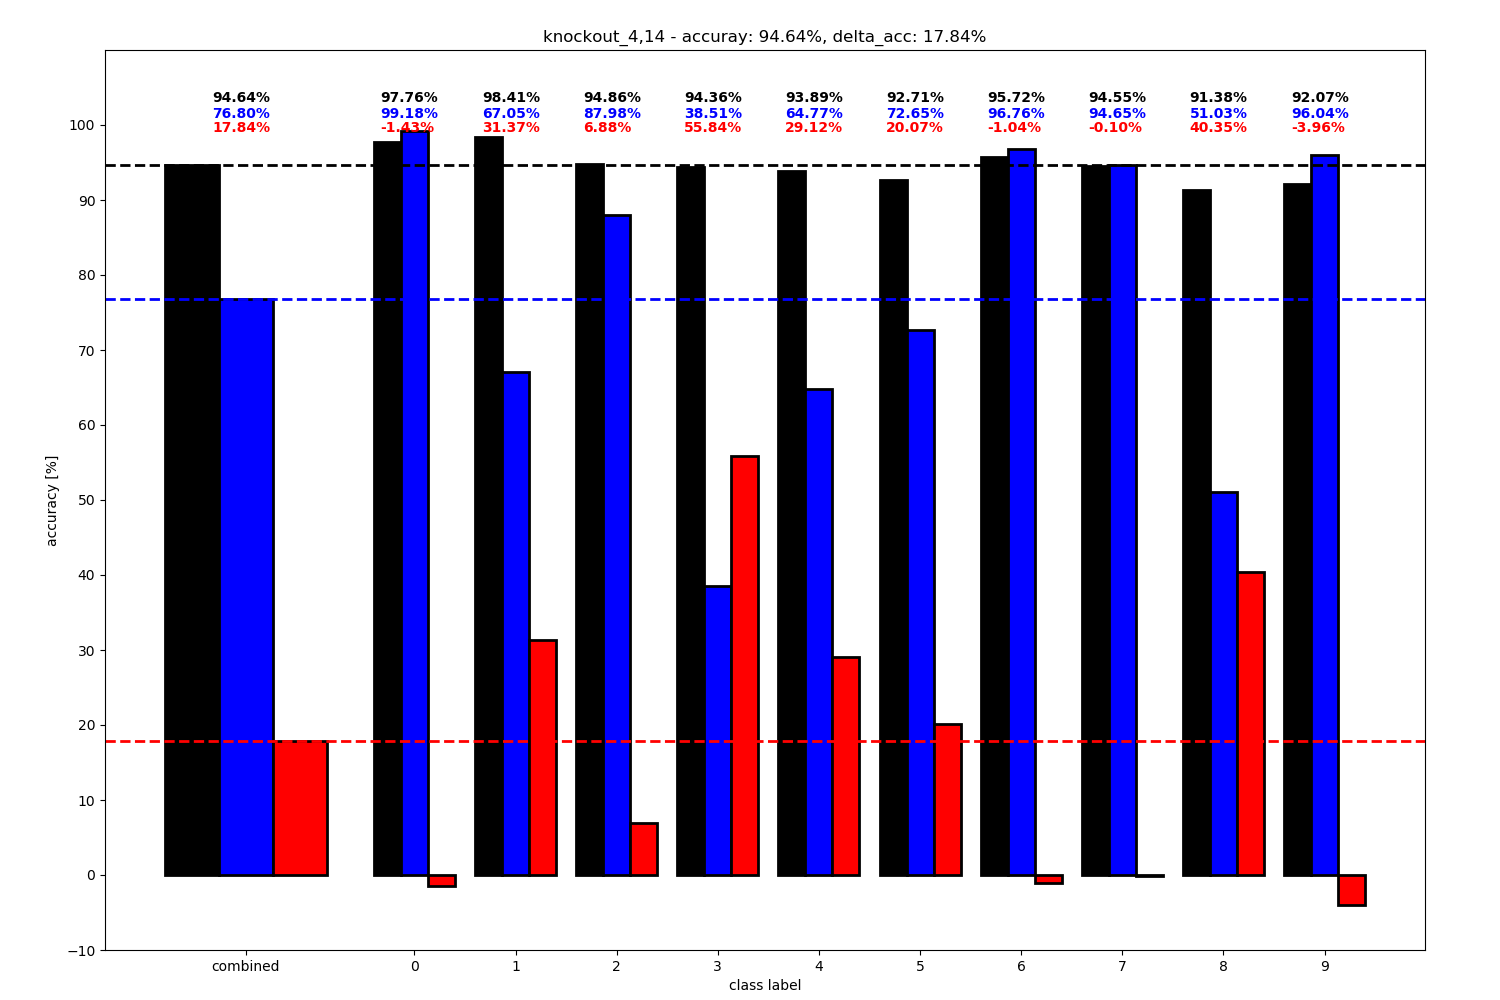 knockout_4,14 - accuray: 94.64%, delta_acc: 17.84%
94.64% 97.76% 98.41% 94.86% 94.36% 93.89% 92.71% 95.72% 94.55% 91.38% 92.07%
76.80% 99.18% 67.05% 87.98% 38.51% 64.77% 72.65% 96.76% 94.65% 51.03% 96.04%
17.84% -1.43% 31.37% 6.88% 55.84% 29.12% 20.07% -1.04% -0.10% 40.35% -3.96%
100
90
80
70
60
50
40
30
20
10
0
−10
accuracy [%]
combined 0 1 2 3 4 5 6 7 8 9
class label